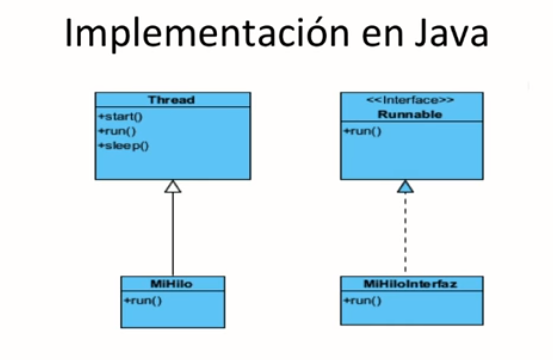 Implementación en Java
Thread
+start()
+run()
+sleep()
<<Interface>>
Runnable
+run()
MiHilo
+run()
MiHiloInterfaz
+run()